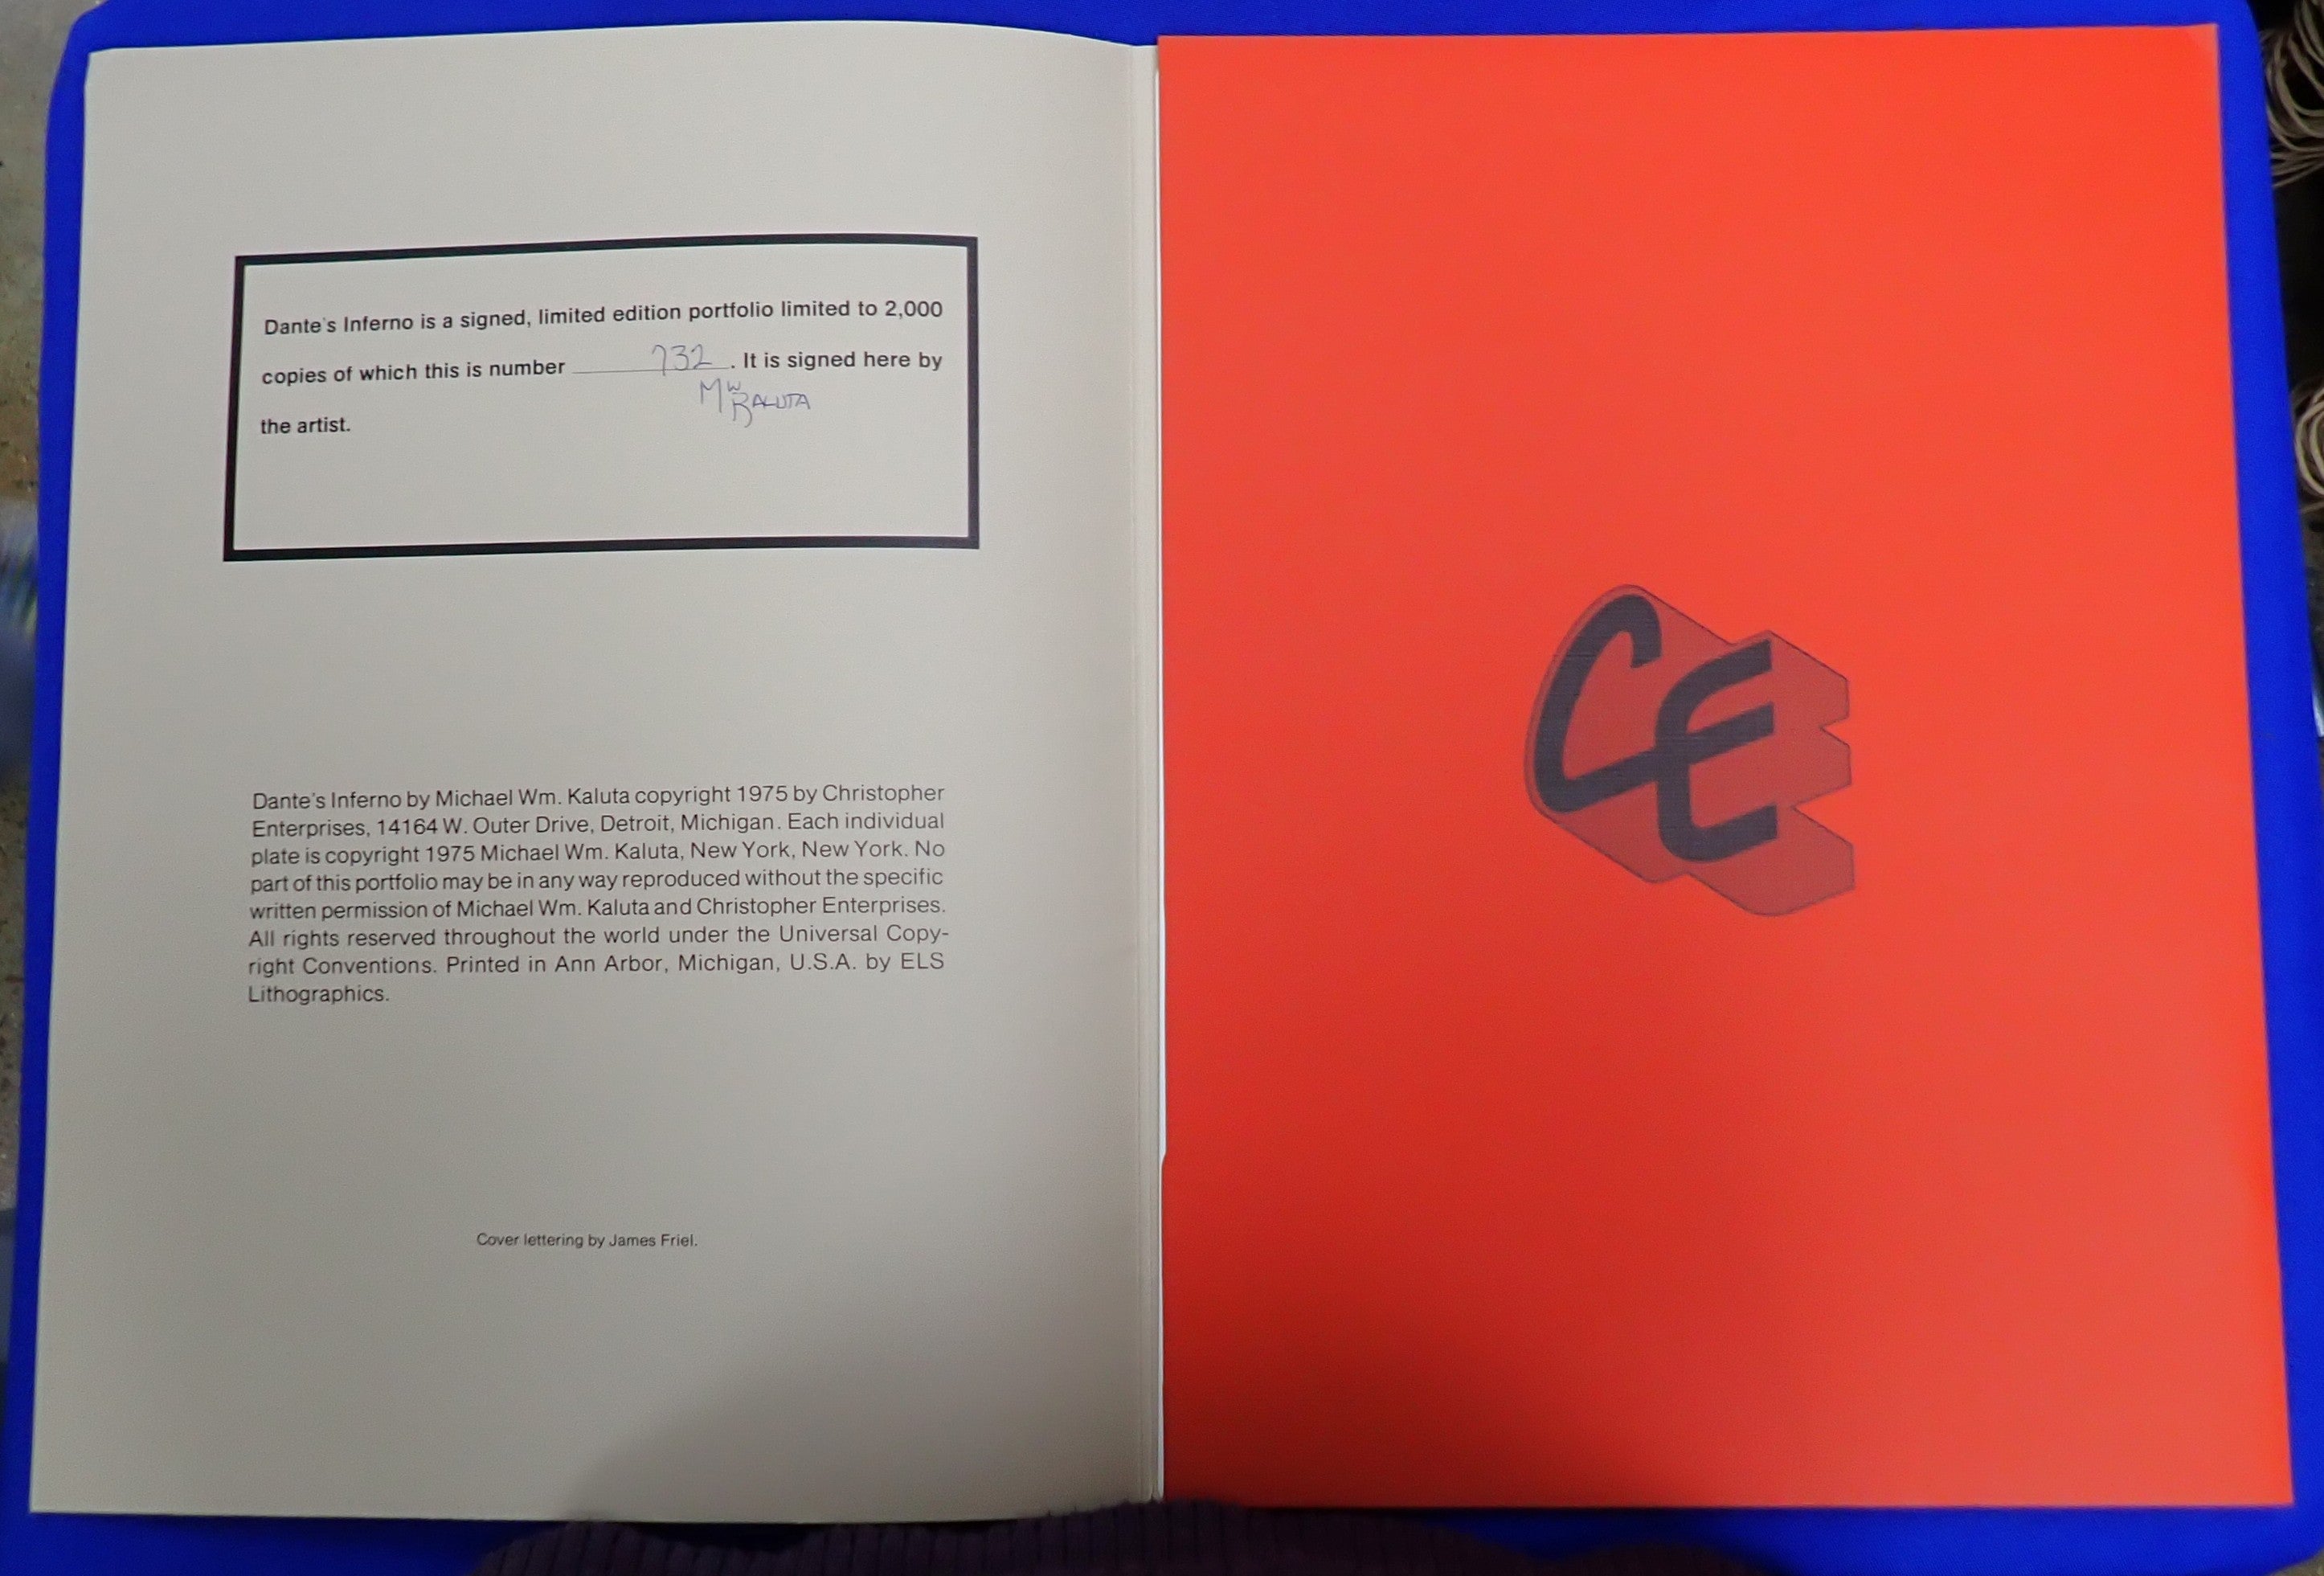 Dante's Inferno is a signed, limited edition portfolio limited to 2,000
copies of which this is number 732. It is signed here by
MW KALUTA
the artist.
Dante's Inferno by Michael Wm. Kaluta copyright 1975 by Christopher
Enterprises, 14164 W. Outer Drive, Detroit, Michigan. Each individual
plate is copyright 1975 Michael Wm. Kaluta, New York, New York. No
part of this portfolio may be in any way reproduced without the specific
written permission of Michael Wm. Kaluta and Christopher Enterprises.
All rights reserved throughout the world under the Universal Copy-
right Conventions. Printed in Ann Arbor, Michigan, U.S.A. by ELS
Lithographics.
Cover lettering by James Friel.
CE